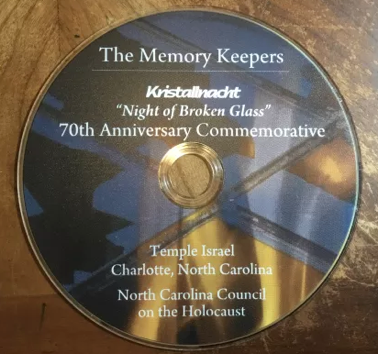 The Memory Keepers
Kristallnacht
“Night of Broken Glass”
70th Anniversary Commemorative
Temple Israel
Charlotte, North Carolina
North Carolina Council
on the Holocaust